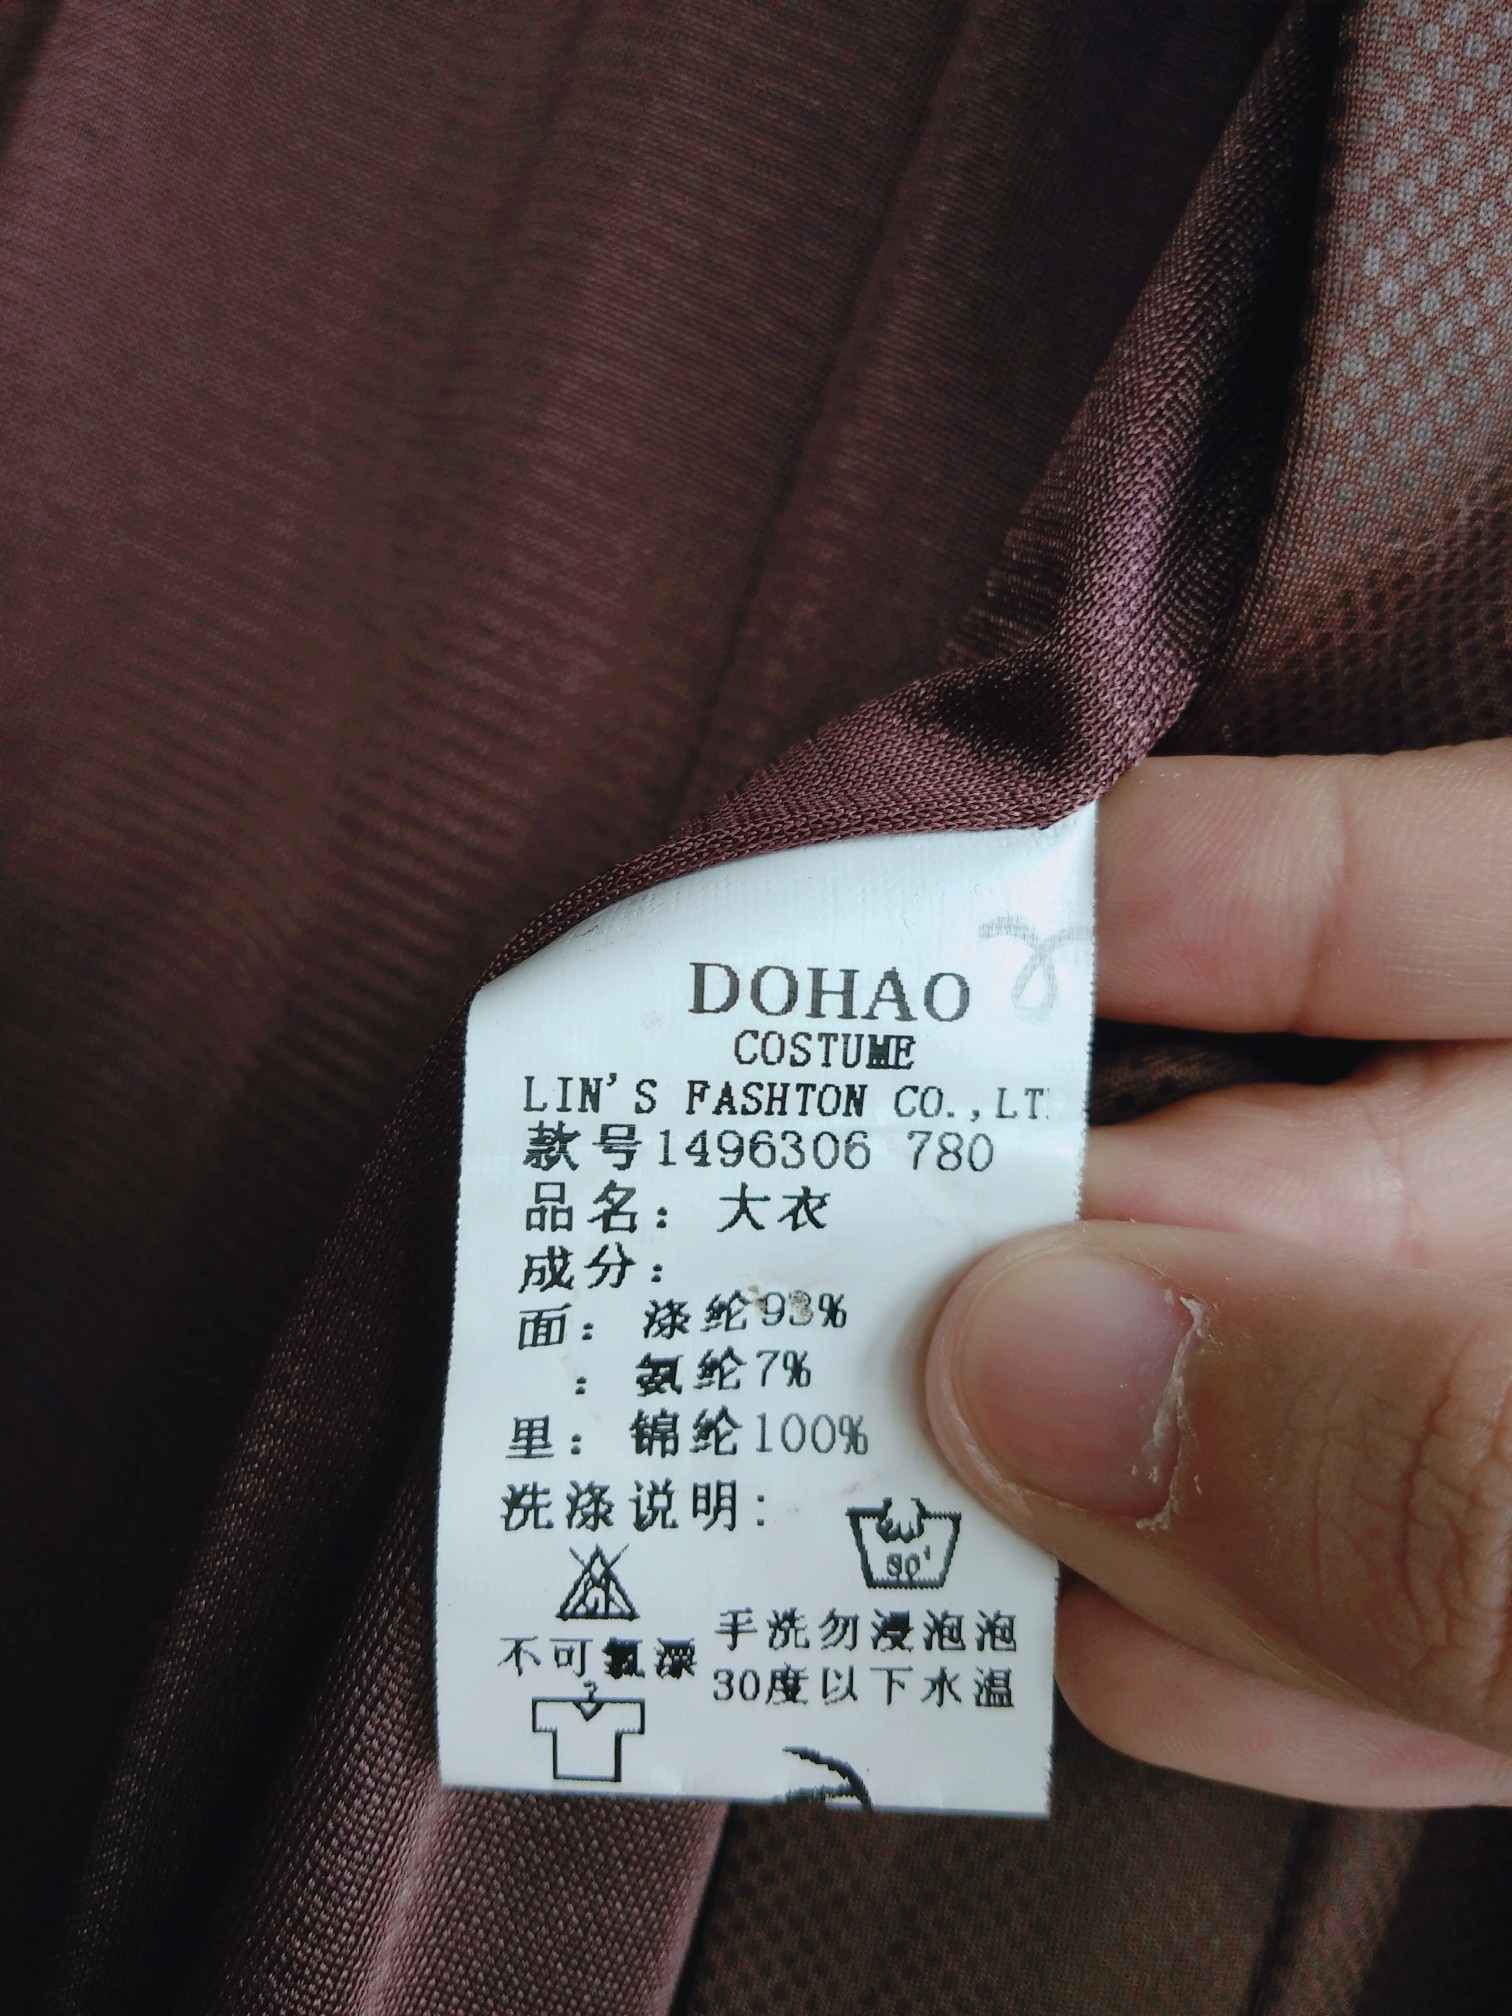 DOHAO
COSTUME
LIN'S FASHTON CO.,LT
款号1496306 780
品名：大衣
成分：
面：涤纶93%
：氨纶7%
里：锦纶100%
洗涤说明：
手洗勿浸泡泡
30度以下水温
不可氯漂